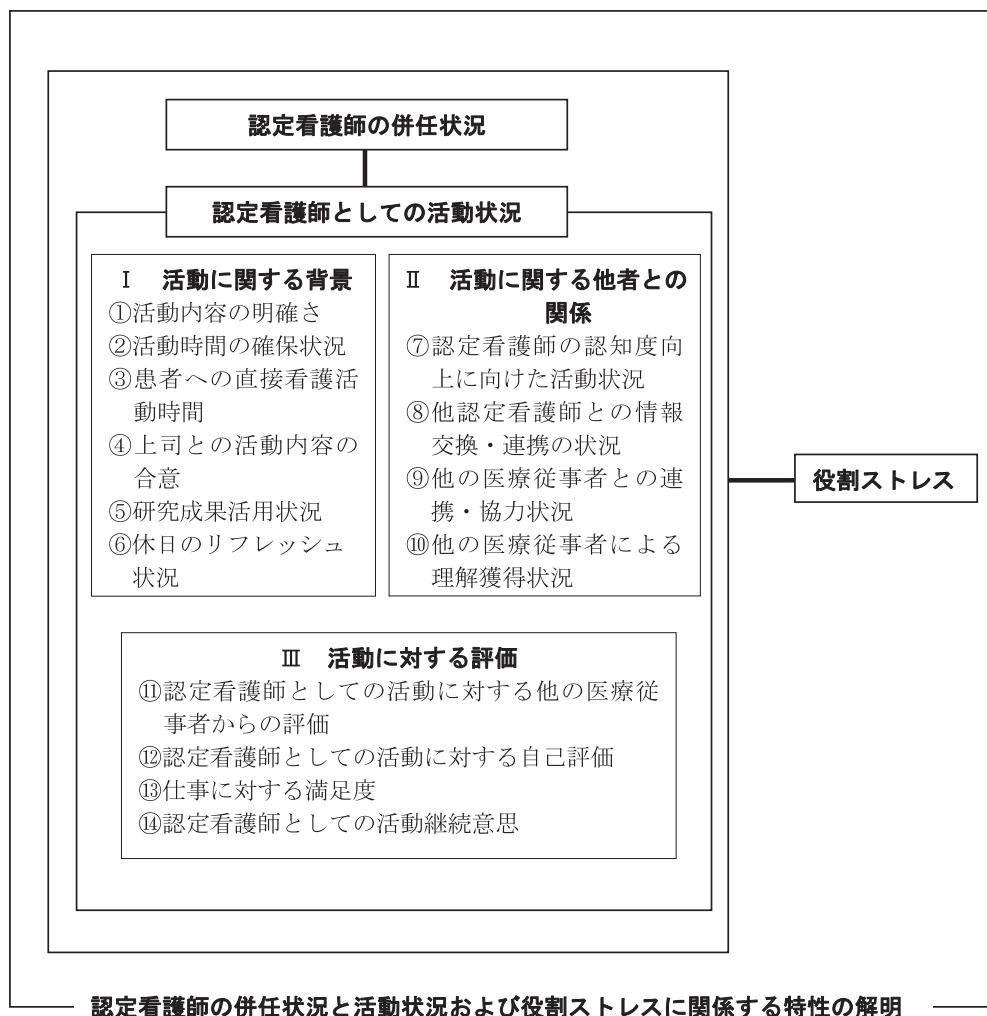 認定看護師の併任状況
認定看護師としての活動状況
Ⅰ 活動に関する背景
①活動内容の明確さ
②活動時間の確保状況
③患者への直接看護活
動時間
④上司との活動内容の
合意
⑤研究成果活用状況
⑥休日のリフレッシュ
状況
Ⅱ 活動に関する他者との
関係
⑦認定看護師の認知度向
上に向けた活動状況
⑧他認定看護師との情報
交換・連携の状況
⑨他の医療従事者との連
携・協力状況
⑩他の医療従事者による
理解獲得状況
Ⅲ 活動に対する評価
⑪認定看護師としての活動に対する他の医療従
事者からの評価
⑫認定看護師としての活動に対する自己評価
⑬仕事に対する満足度
⑭認定看護師としての活動継続意思
役割ストレス
認定看護師の併任状況と活動状況および役割ストレスに関係する特性の解明